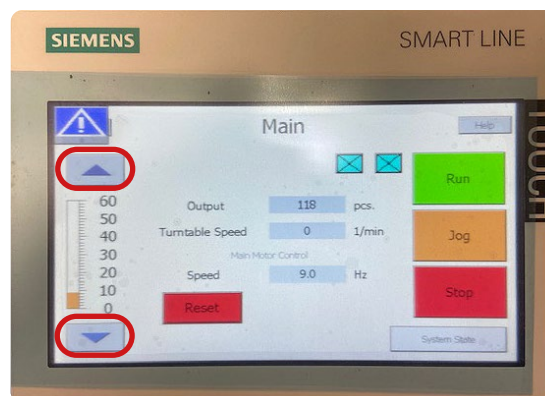 SIEMENS
SMART LINE
TOUCH
Main
Help
Run
60
50
40
30
20
10
0
Output 118 pcs.
Turntable Speed 0 1/min
Jog
Main Motor Control
Speed 9.0 Hz
Reset
Stop
System State